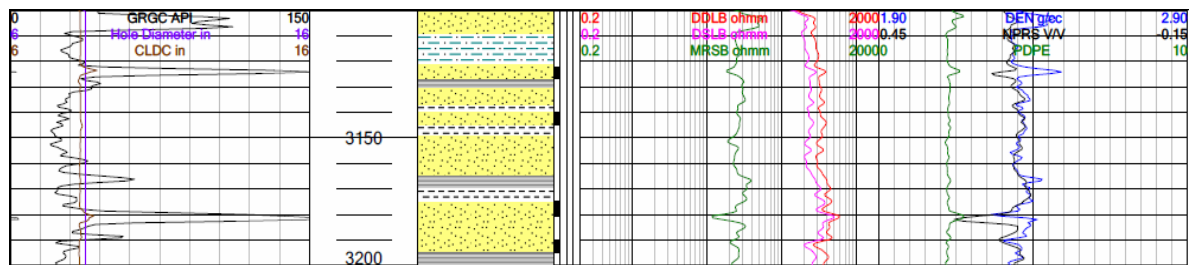 0 GRGC API 150
6 Hole Diameter in 16
6 CLDC in 16
0.2 DDLB ohmm 2000
0.2 DSLB ohmm 2000
0.2 MRSB ohmm 2000
1.90 DEN g/cc 2.90
0.45 NPRS V/V -0.15
0 PDPE 10
3150
3200